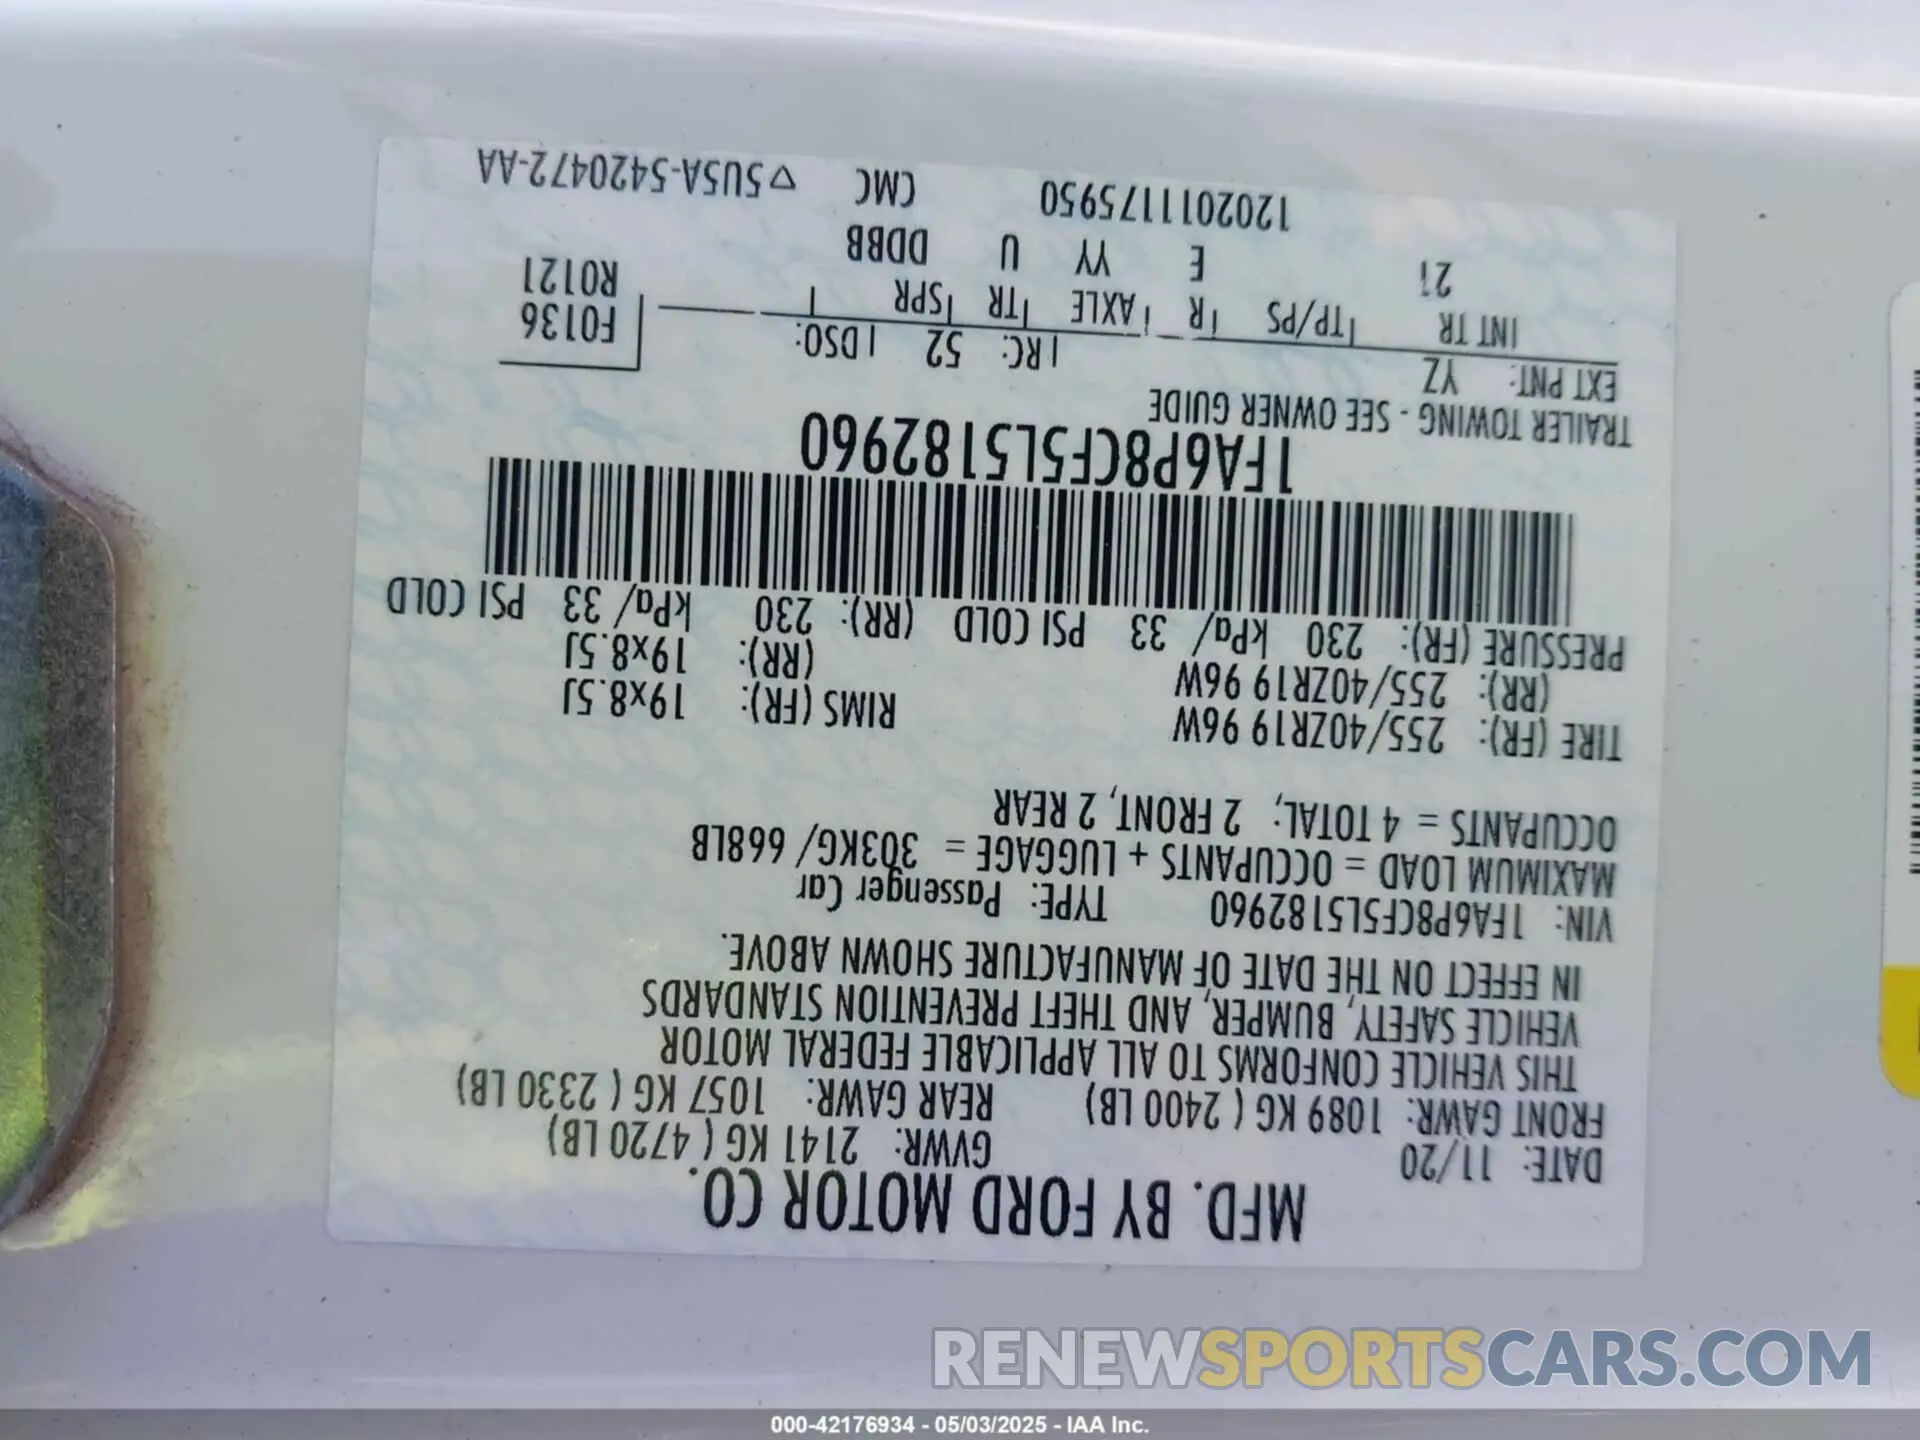 MFD. BY FORD MOTOR CO.
DATE: 11/20 GVWR: 2141 KG ( 4720 LB)
FRONT GAWR: 1089 KG ( 2400 LB) REAR GAWR: 1057 KG ( 2330 LB)
THIS VEHICLE CONFORMS TO ALL APPLICABLE FEDERAL MOTOR
VEHICLE SAFETY, BUMPER, AND THEFT PREVENTION STANDARDS
IN EFFECT ON THE DATE OF MANUFACTURE SHOWN ABOVE.
VIN: 1FA6P8CF5L5182960 TYPE: Passenger Car
MAXIMUM LOAD = OCCUPANTS + LUGGAGE = 303KG/ 668LB
OCCUPANTS = 4 TOTAL; 2 FRONT, 2 REAR
TIRE (FR): 255/40ZR19 96W RIMS (FR): 19x8.5J
(RR): 255/40ZR19 96W (RR): 19x8.5J
PRESSURE (FR): 230 kPa/ 33 PSI COLD (RR): 230 kPa/ 33 PSI COLD
1FA6P8CF5L5182960
TRAILER TOWING - SEE OWNER GUIDE
EXT PNT: YZ RC: 52 DSO: F0136
R0121
INT TR TP/PS R AXLE TR SPR
21 E YY U DDBB
120201175950 CMC ▽5U5A-5420472-AA
RENEWSPORTSCARS.COM
000-42176934 - 05/03/2025 - IAA Inc.